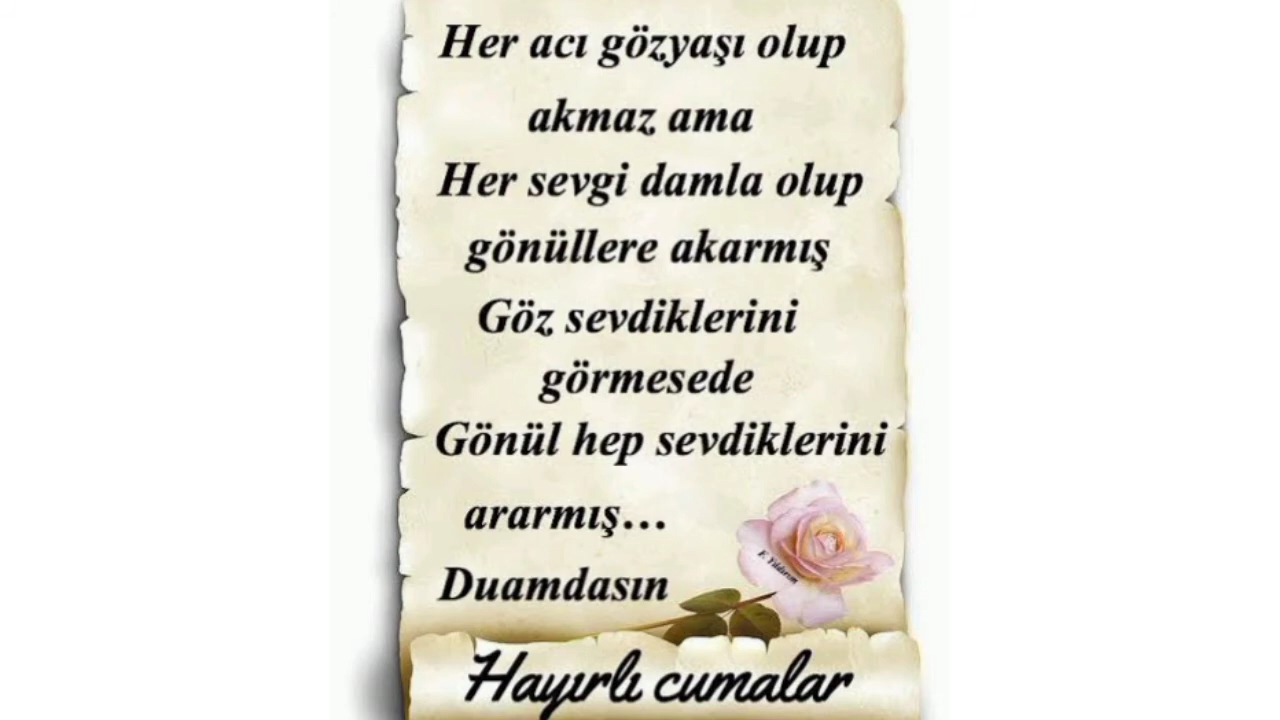 Her acı gözyaşı olup
akmaz ama
Her sevgi damla olup
gönüllere akarmış
Göz sevdiklerini
görmesede
Gönül hep sevdiklerini
ararmış...
Duamdasın
F. Yıldırım
Hayırlı cumalar